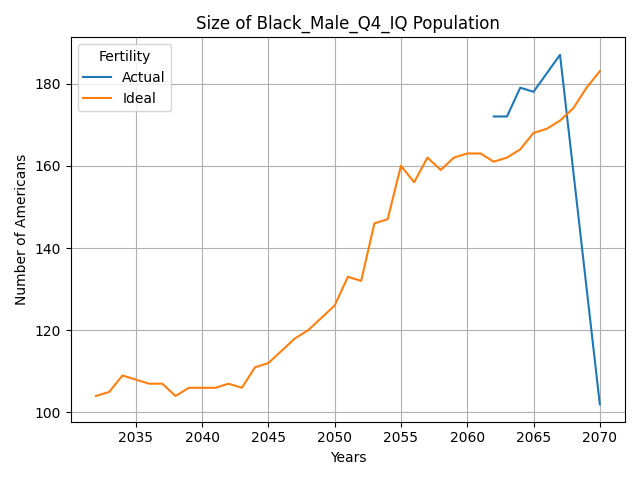 Size of Black_Male_Q4_IQ Population
Fertility
Actual
Ideal
Number of Americans
180
160
140
120
100
2035 2040 2045 2050 2055 2060 2065 2070
Years